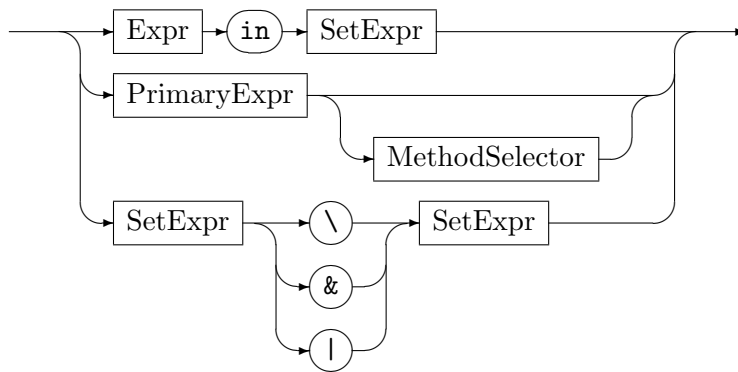 Expr in SetExpr
PrimaryExpr
MethodSelector
SetExpr \ SetExpr
&
|